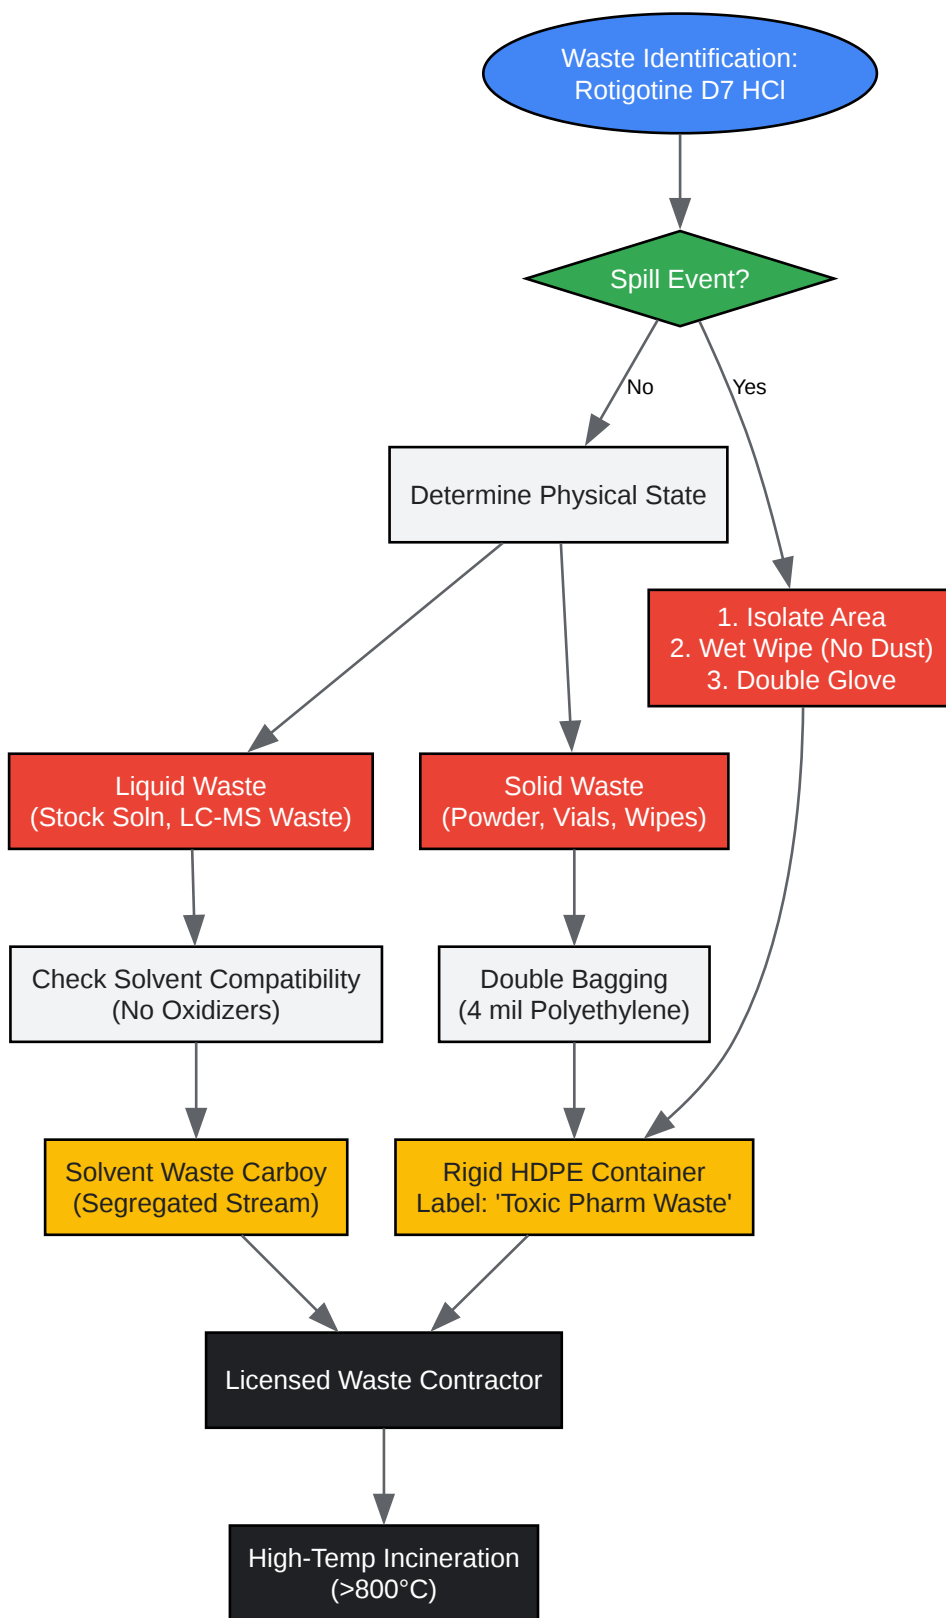 Waste Identification:
Rotigotine D7 HCl
Spill Event?
No
Yes
Determine Physical State
1. Isolate Area
2. Wet Wipe (No Dust)
3. Double Glove
Liquid Waste
(Stock Soln, LC-MS Waste)
Solid Waste
(Powder, Vials, Wipes)
Check Solvent Compatibility
(No Oxidizers)
Double Bagging
(4 mil Polyethylene)
Solvent Waste Carboy
(Segregated Stream)
Rigid HDPE Container
Label: 'Toxic Pharm Waste'
Licensed Waste Contractor
High-Temp Incineration
(>800°C)